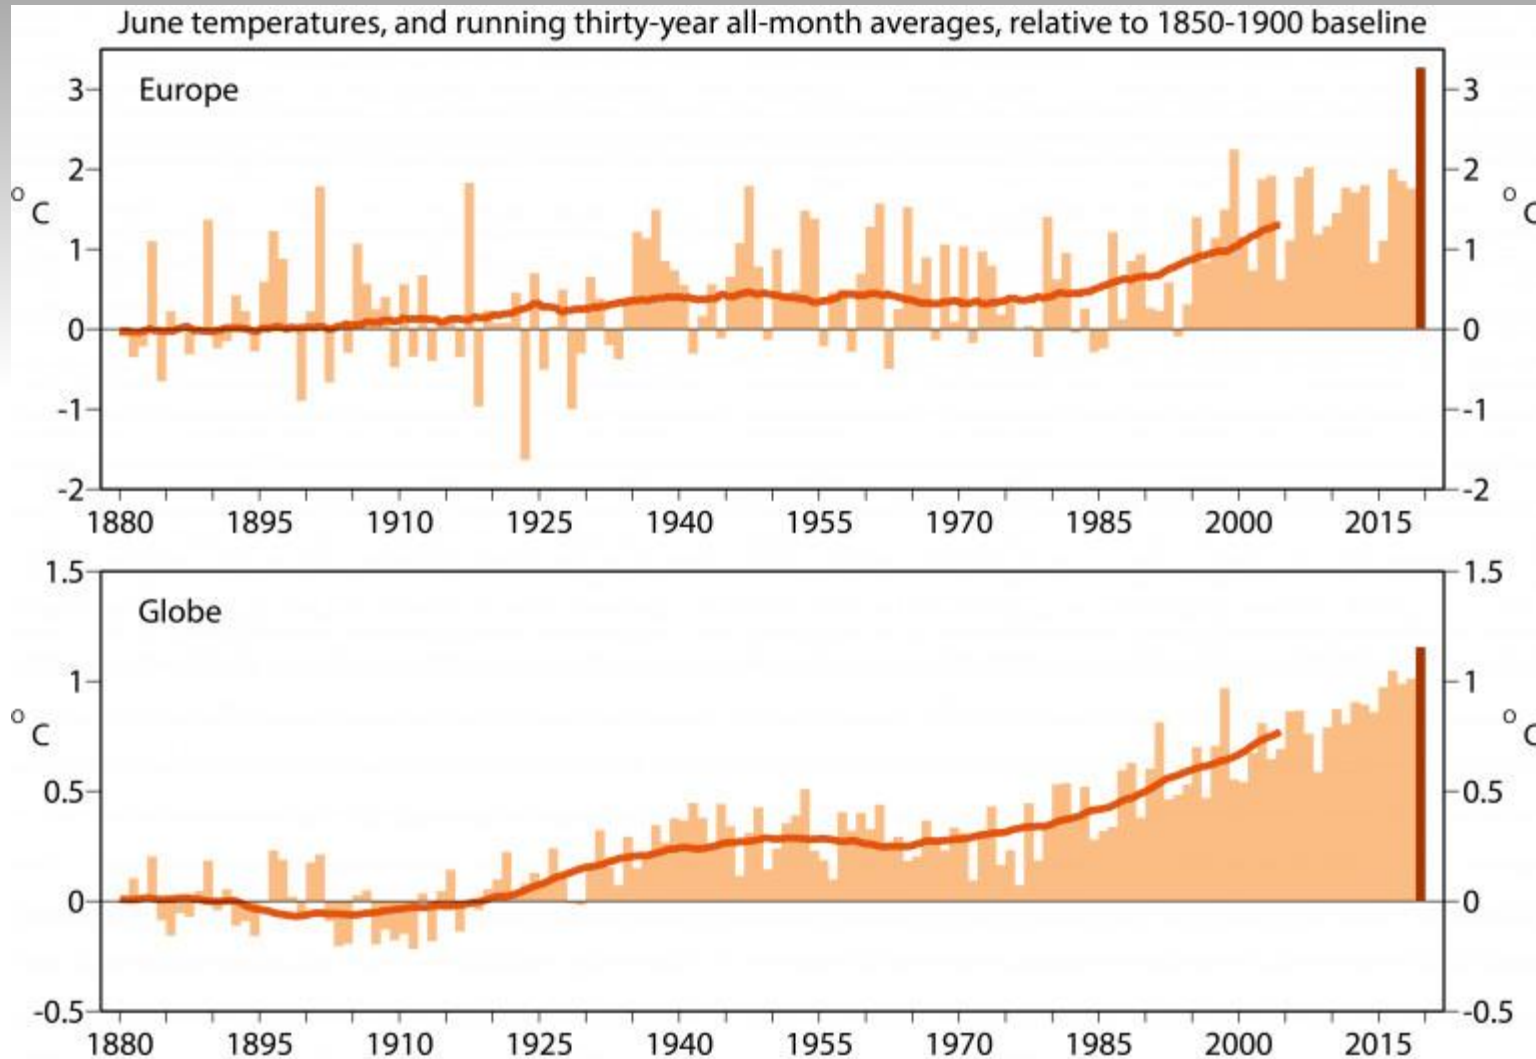 June temperatures, and running thirty-year all-month averages, relative to 1850-1900 baseline
Europe
3 3
2 2
° C ° C
1 1
0 0
-1 -1
-2 -2
1880 1895 1910 1925 1940 1955 1970 1985 2000 2015
1.5 1.5
Globe
1 1
° C ° C
0.5 0.5
0 0
-0.5 -0.5
1880 1895 1910 1925 1940 1955 1970 1985 2000 2015